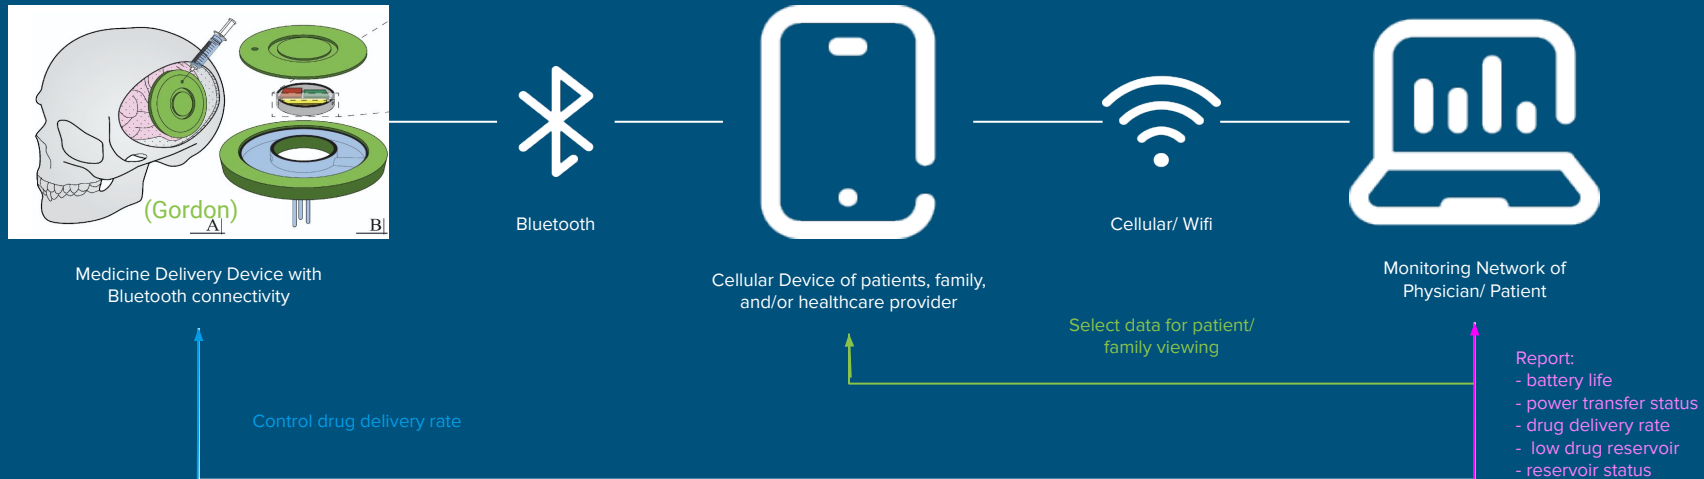 (Gordon)
A
B
Bluetooth
Cellular/ Wifi
Medicine Delivery Device with
Bluetooth connectivity
Cellular Device of patients, family,
and/or healthcare provider
Monitoring Network of
Physician/ Patient
Select data for patient/
family viewing
Control drug delivery rate
Report:
- battery life
- power transfer status
- drug delivery rate
- low drug reservoir
- reservoir status